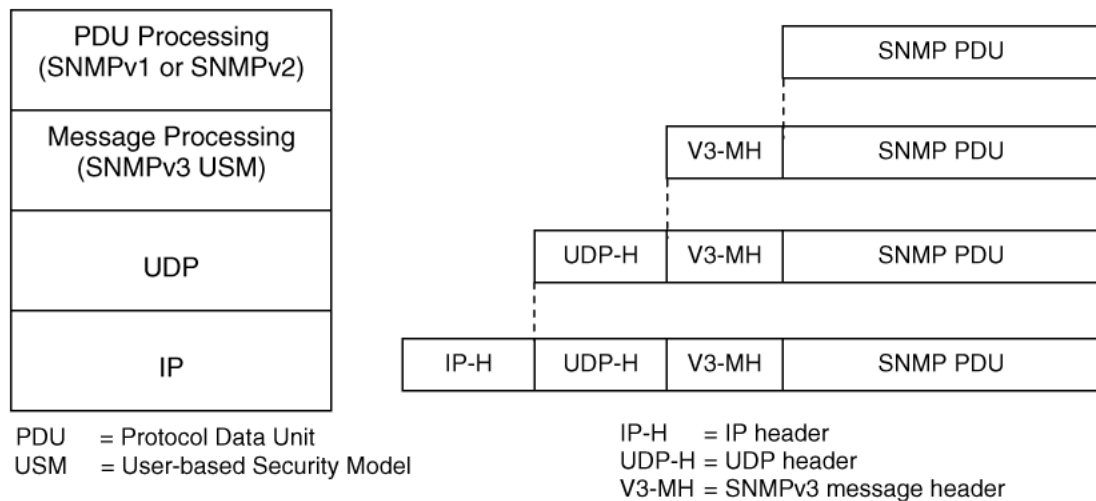 PDU Processing
(SNMPv1 or SNMPv2)
SNMP PDU
Message Processing
(SNMPv3 USM)
V3-MH SNMP PDU
UDP
UDP-H V3-MH SNMP PDU
IP
IP-H UDP-H V3-MH SNMP PDU
PDU = Protocol Data Unit
USM = User-based Security Model
IP-H = IP header
UDP-H = UDP header
V3-MH = SNMPv3 message header